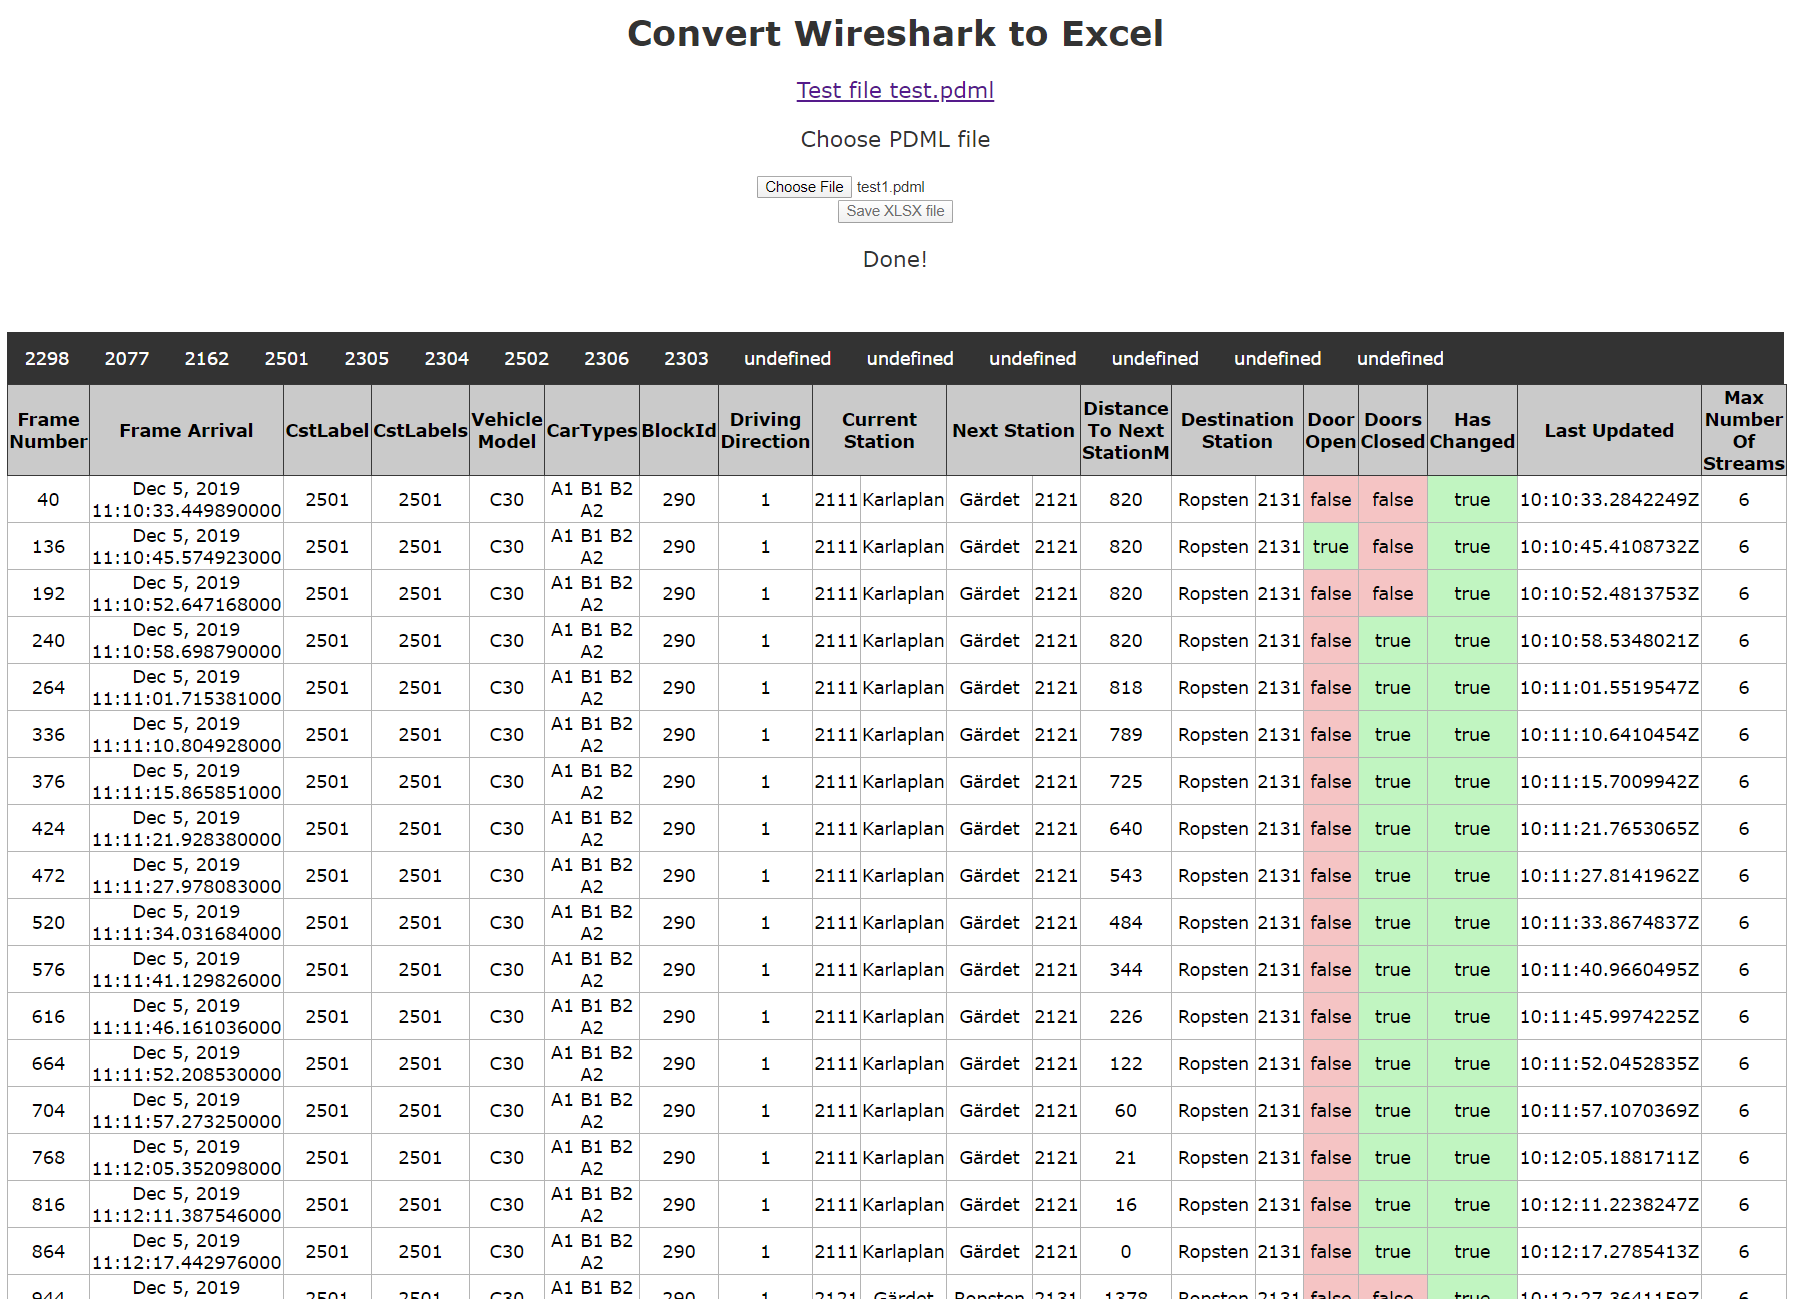 Convert Wireshark to Excel
Test file test.pdml
Choose PDML file
Choose File test1.pdml
Save XLSX file
Done!
2298 2077 2162 2501 2305 2304 2502 2306 2303 undefined undefined undefined undefined undefined undefined
Frame Number Frame Arrival CstLabel CstLabels Vehicle Model CarTypes BlockId Driving Direction Current Station Next Station Distance To Next StationM Destination Station Door Open Doors Closed Has Changed Last Updated Max Number Of Streams
40 Dec 5, 2019 11:10:33.449890000 2501 2501 C30 A1 B1 B2 A2 290 1 2111 Karlaplan Gärdet 2121 820 Ropsten 2131 false false true 10:10:33.2842249Z 6
136 Dec 5, 2019 11:10:45.574923000 2501 2501 C30 A1 B1 B2 A2 290 1 2111 Karlaplan Gärdet 2121 820 Ropsten 2131 true false true 10:10:45.4108732Z 6
192 Dec 5, 2019 11:10:52.647168000 2501 2501 C30 A1 B1 B2 A2 290 1 2111 Karlaplan Gärdet 2121 820 Ropsten 2131 false false true 10:10:52.4813753Z 6
240 Dec 5, 2019 11:10:58.698790000 2501 2501 C30 A1 B1 B2 A2 290 1 2111 Karlaplan Gärdet 2121 820 Ropsten 2131 false true true 10:10:58.5348021Z 6
264 Dec 5, 2019 11:11:01.715381000 2501 2501 C30 A1 B1 B2 A2 290 1 2111 Karlaplan Gärdet 2121 818 Ropsten 2131 false true true 10:11:01.5519547Z 6
336 Dec 5, 2019 11:11:10.804928000 2501 2501 C30 A1 B1 B2 A2 290 1 2111 Karlaplan Gärdet 2121 789 Ropsten 2131 false true true 10:11:10.6410454Z 6
376 Dec 5, 2019 11:11:15.865851000 2501 2501 C30 A1 B1 B2 A2 290 1 2111 Karlaplan Gärdet 2121 725 Ropsten 2131 false true true 10:11:15.7009942Z 6
424 Dec 5, 2019 11:11:21.928380000 2501 2501 C30 A1 B1 B2 A2 290 1 2111 Karlaplan Gärdet 2121 640 Ropsten 2131 false true true 10:11:21.7653065Z 6
472 Dec 5, 2019 11:11:27.978083000 2501 2501 C30 A1 B1 B2 A2 290 1 2111 Karlaplan Gärdet 2121 543 Ropsten 2131 false true true 10:11:27.8141962Z 6
520 Dec 5, 2019 11:11:34.031684000 2501 2501 C30 A1 B1 B2 A2 290 1 2111 Karlaplan Gärdet 2121 484 Ropsten 2131 false true true 10:11:33.8674837Z 6
576 Dec 5, 2019 11:11:41.129826000 2501 2501 C30 A1 B1 B2 A2 290 1 2111 Karlaplan Gärdet 2121 344 Ropsten 2131 false true true 10:11:40.9660495Z 6
616 Dec 5, 2019 11:11:46.161036000 2501 2501 C30 A1 B1 B2 A2 290 1 2111 Karlaplan Gärdet 2121 226 Ropsten 2131 false true true 10:11:45.9974225Z 6
664 Dec 5, 2019 11:11:52.208530000 2501 2501 C30 A1 B1 B2 A2 290 1 2111 Karlaplan Gärdet 2121 122 Ropsten 2131 false true true 10:11:52.0452835Z 6
704 Dec 5, 2019 11:11:57.273250000 2501 2501 C30 A1 B1 B2 A2 290 1 2111 Karlaplan Gärdet 2121 60 Ropsten 2131 false true true 10:11:57.1070369Z 6
768 Dec 5, 2019 11:12:05.352098000 2501 2501 C30 A1 B1 B2 A2 290 1 2111 Karlaplan Gärdet 2121 21 Ropsten 2131 false true true 10:12:05.1881711Z 6
816 Dec 5, 2019 11:12:11.387546000 2501 2501 C30 A1 B1 B2 A2 290 1 2111 Karlaplan Gärdet 2121 16 Ropsten 2131 false true true 10:12:11.2238247Z 6
864 Dec 5, 2019 11:12:17.442976000 2501 2501 C30 A1 B1 B2 A2 290 1 2111 Karlaplan Gärdet 2121 0 Ropsten 2131 false true true 10:12:17.2785413Z 6
944 Dec 5, 2019 2501 2501 C30 A1 B1 B2 290 1 2121 Gärdet Ropsten 2131 1378 Ropsten 2131 false false true 10:12:27.3641159Z 6